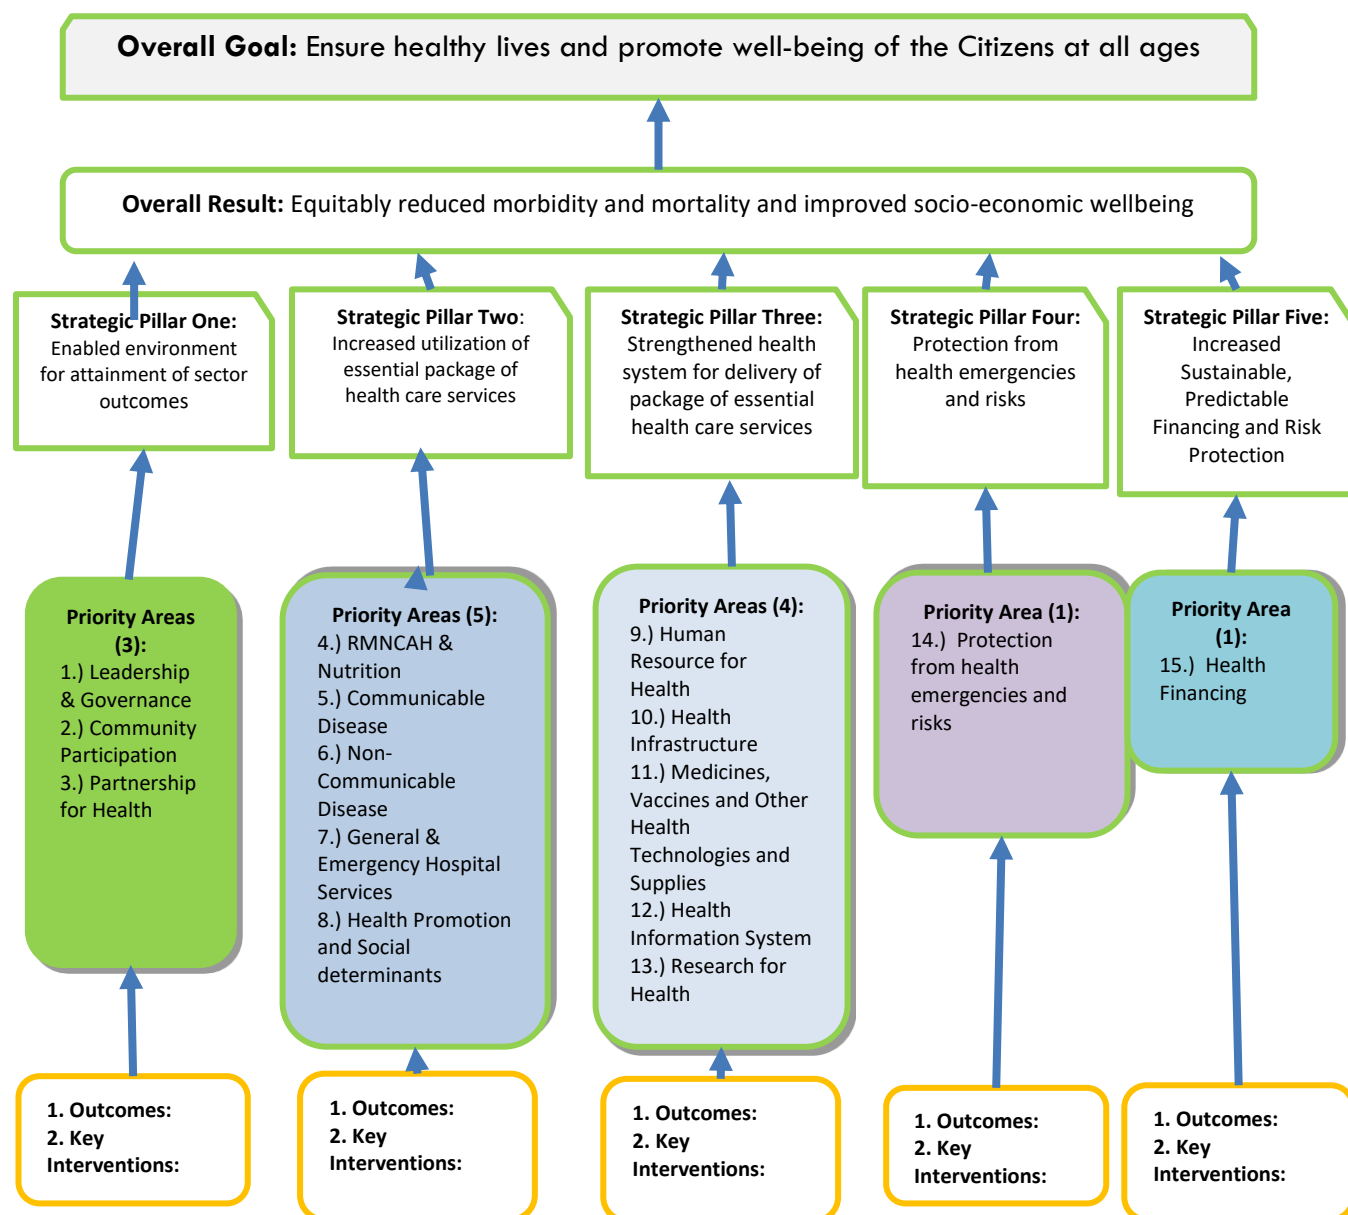 Overall Goal: Ensure healthy lives and promote well-being of the Citizens at all ages
Overall Result: Equitably reduced morbidity and mortality and improved socio-economic wellbeing
Strategic Pillar One:
Enabled environment
for attainment of sector
outcomes
Strategic Pillar Two:
Increased utilization of
essential package of
health care services
Strategic Pillar Three:
Strengthened health
system for delivery of
package of essential
health care services
Strategic Pillar Four:
Protection from
health emergencies
and risks
Strategic Pillar Five:
Increased
Sustainable,
Predictable
Financing and Risk
Protection
Priority Areas
(3):
1.) Leadership
& Governance
2.) Community
Participation
3.) Partnership
for Health
Priority Areas (5):
4.) RMNCAH &
Nutrition
5.) Communicable
Disease
6.) Non-
Communicable
Disease
7.) General &
Emergency Hospital
Services
8.) Health Promotion
and Social
determinants
Priority Areas (4):
9.) Human
Resource for
Health
10.) Health
Infrastructure
11.) Medicines,
Vaccines and Other
Health
Technologies and
Supplies
12.) Health
Information System
13.) Research for
Health
Priority Area (1):
14.) Protection
from health
emergencies and
risks
Priority Area
(1):
15.) Health
Financing
1. Outcomes:
2. Key
Interventions:
1. Outcomes:
2. Key
Interventions:
1. Outcomes:
2. Key
Interventions:
1. Outcomes:
2. Key
Interventions:
1. Outcomes:
2. Key
Interventions: